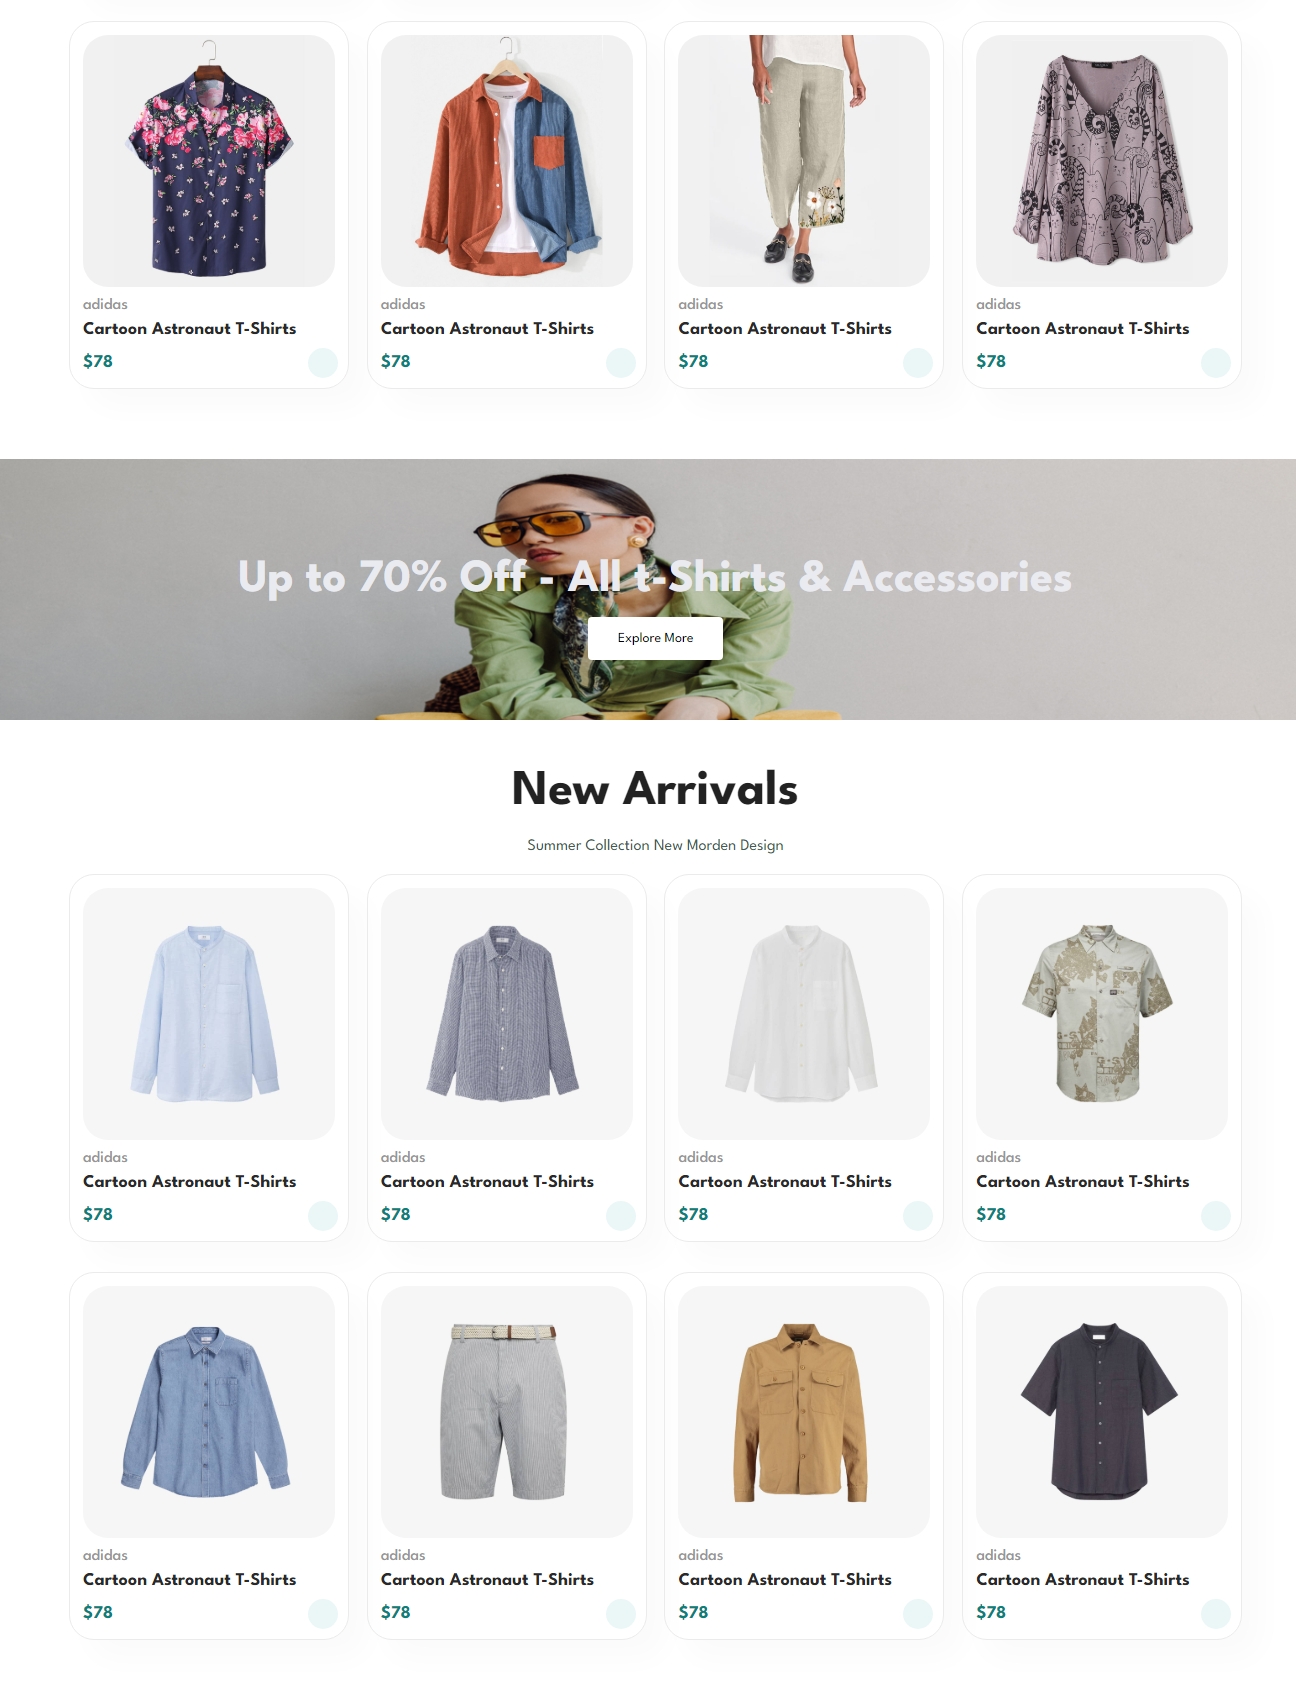 adidas
Cartoon Astronaut T-Shirts
$78
adidas
Cartoon Astronaut T-Shirts
$78
adidas
Cartoon Astronaut T-Shirts
$78
adidas
Cartoon Astronaut T-Shirts
$78
Up to 70% Off - All t-Shirts & Accessories
Explore More
New Arrivals
Summer Collection New Morden Design
adidas
Cartoon Astronaut T-Shirts
$78
adidas
Cartoon Astronaut T-Shirts
$78
adidas
Cartoon Astronaut T-Shirts
$78
adidas
Cartoon Astronaut T-Shirts
$78
adidas
Cartoon Astronaut T-Shirts
$78
adidas
Cartoon Astronaut T-Shirts
$78
adidas
Cartoon Astronaut T-Shirts
$78
adidas
Cartoon Astronaut T-Shirts
$78